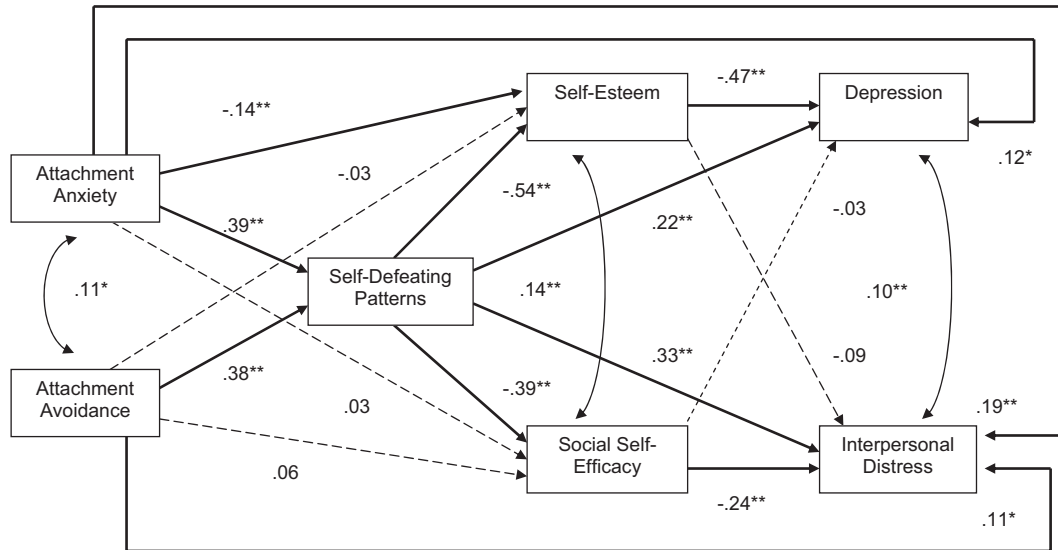 Self-Esteem
-.47**
Depression
-.14**
.12*
Attachment
Anxiety
-.03
-.54**
-.03
.39**
.22**
Self-Defeating
Patterns
.11*
.14**
.10**
.33**
-.09
Attachment
Avoidance
.38**
-.39**
.03
.19**
Social Self-
Efficacy
Interpersonal
Distress
.06
-.24**
.11*